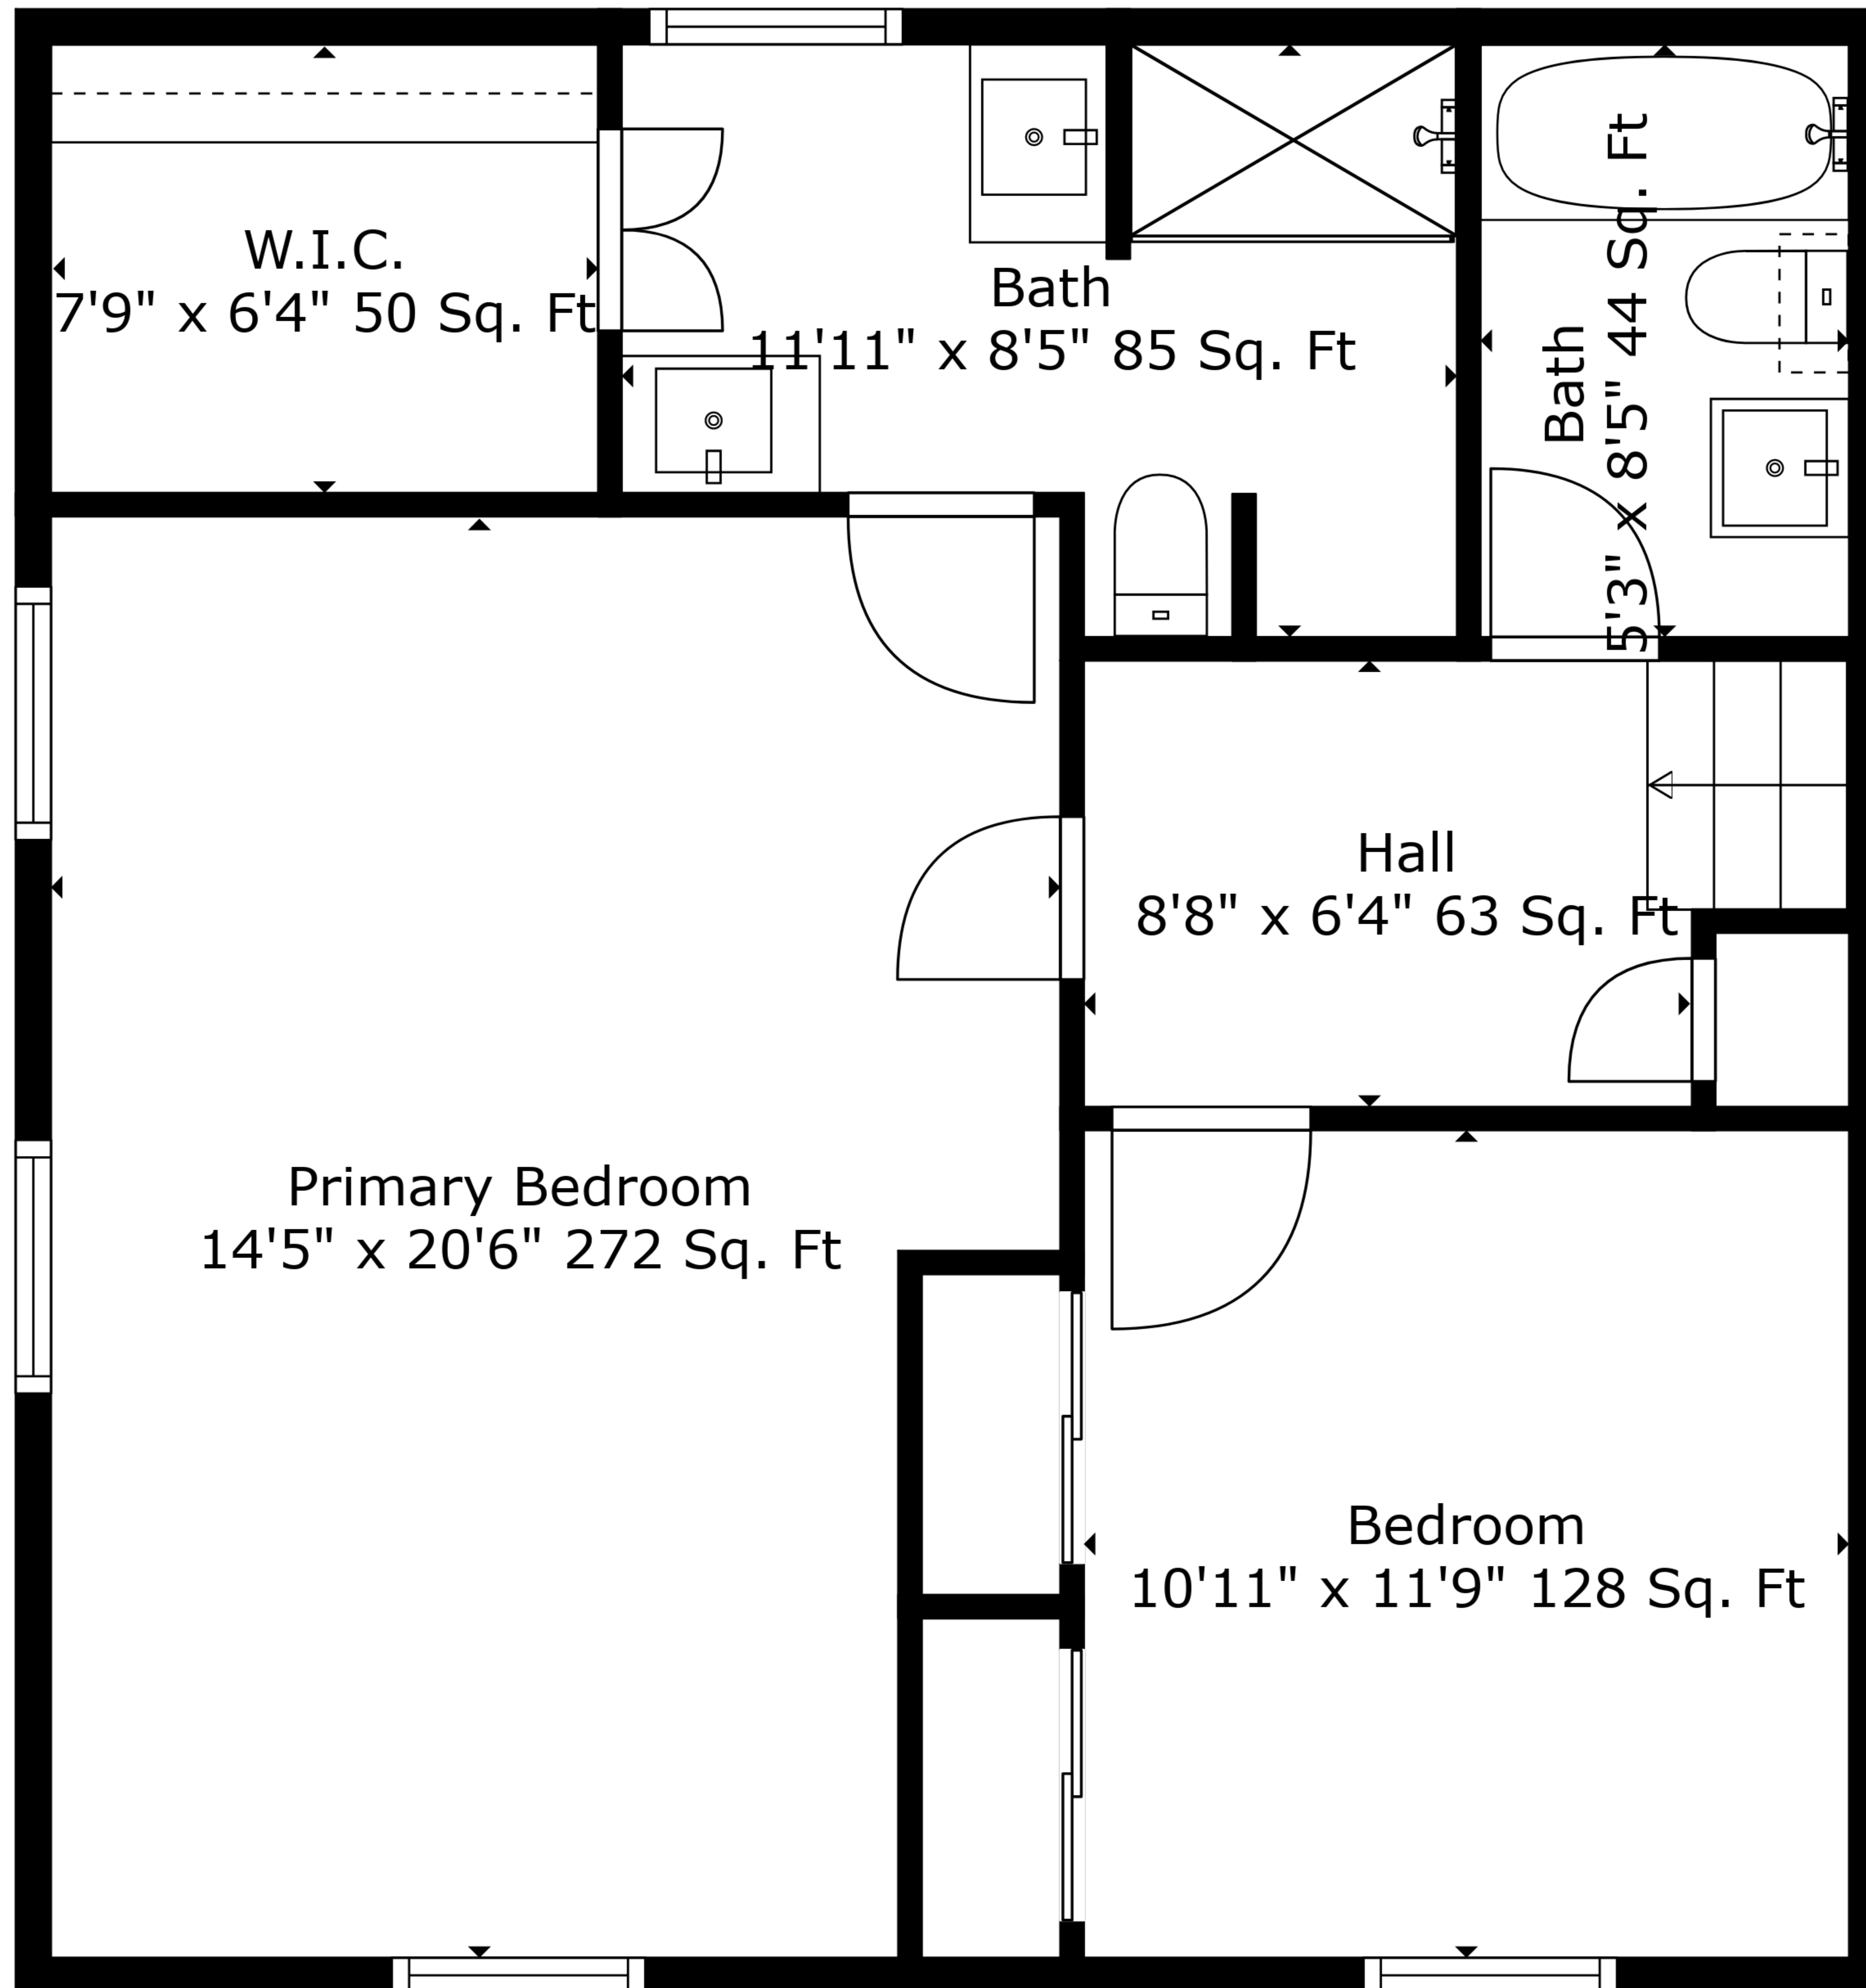 W.I.C.
7'9" x 6'4" 50 Sq. Ft
Bath
11'11" x 8'5" 85 Sq. Ft
Bath
5'3" x 8'5" 44 Sq. Ft
Hall
8'8" x 6'4" 63 Sq. Ft
Primary Bedroom
14'5" x 20'6" 272 Sq. Ft
Bedroom
10'11" x 11'9" 128 Sq. Ft